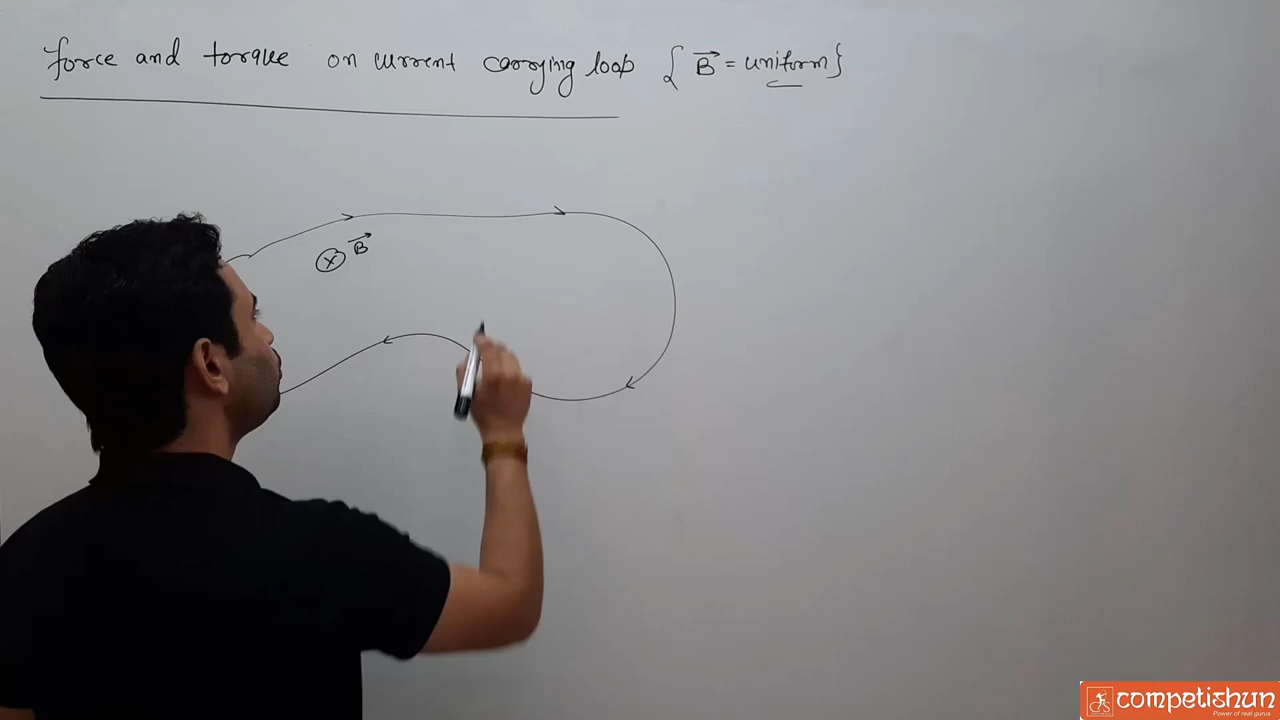 force and torque on current carrying loop { B⃗ = uniform }
⊗ B⃗
competishun
Power of real gurus